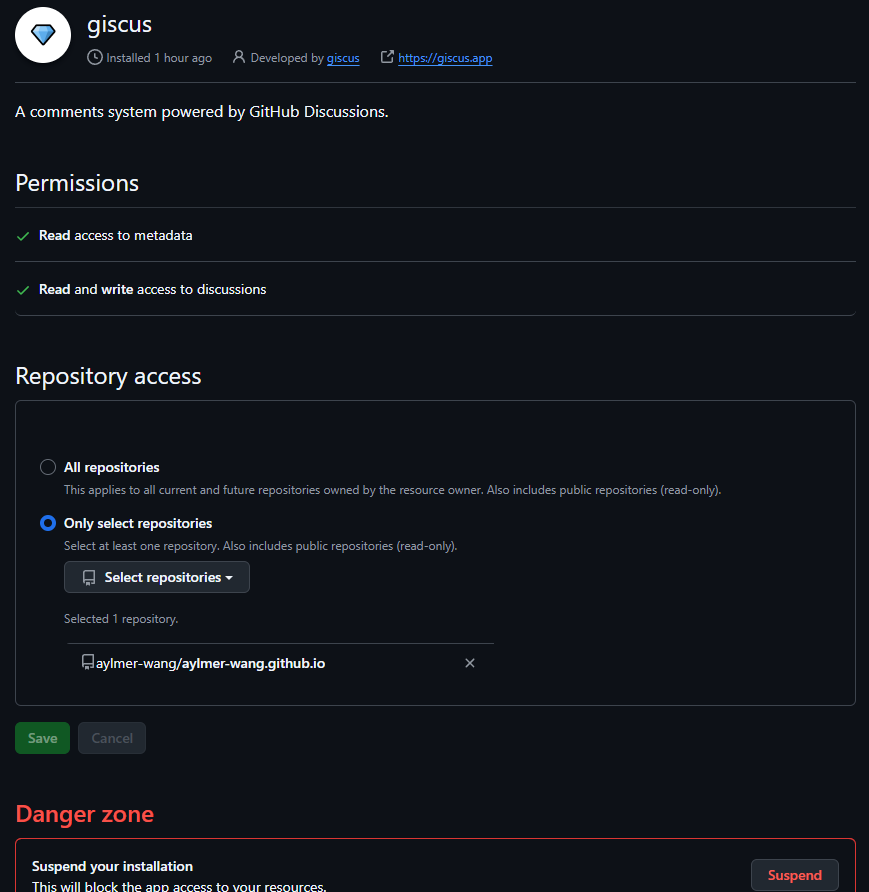 giscus
Installed 1 hour ago Developed by giscus https://giscus.app
A comments system powered by GitHub Discussions.
Permissions
Read access to metadata
Read and write access to discussions
Repository access
All repositories
This applies to all current and future repositories owned by the resource owner. Also includes public repositories (read-only).
Only select repositories
Select at least one repository. Also includes public repositories (read-only).
Select repositories
Selected 1 repository.
aylmer-wang/aylmer-wang.github.io
Save Cancel
Danger zone
Suspend your installation
This will block the app access to your resources.
Suspend